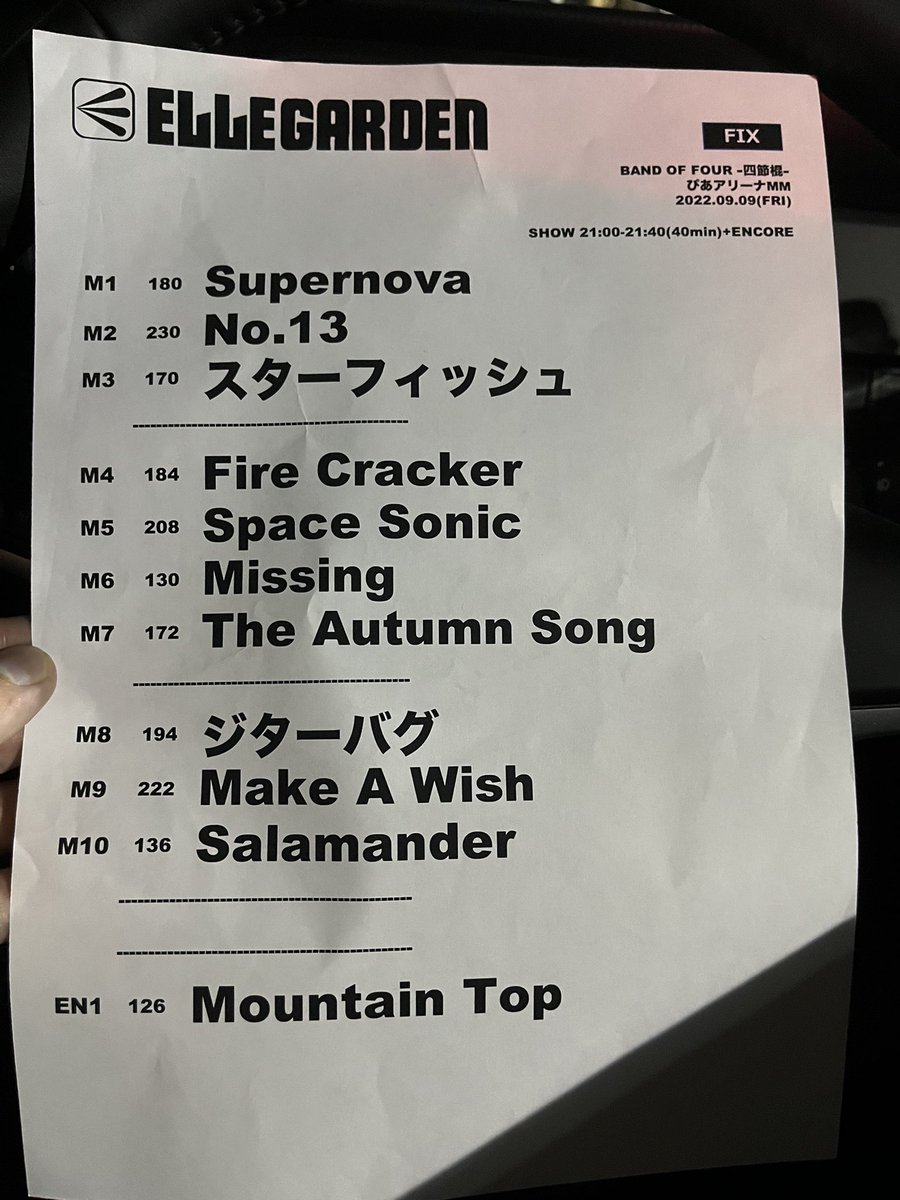 ELLEGARDEN
FIX
BAND OF FOUR -四節棍-
ぴあアリーナMM
2022.09.09(FRI)
SHOW 21:00-21:40(40min)+ENCORE
M1 180 Supernova
M2 230 No.13
M3 170 スターフィッシュ
M4 184 Fire Cracker
M5 208 Space Sonic
M6 130 Missing
M7 172 The Autumn Song
M8 194 ジターバグ
M9 222 Make A Wish
M10 136 Salamander
EN1 126 Mountain Top